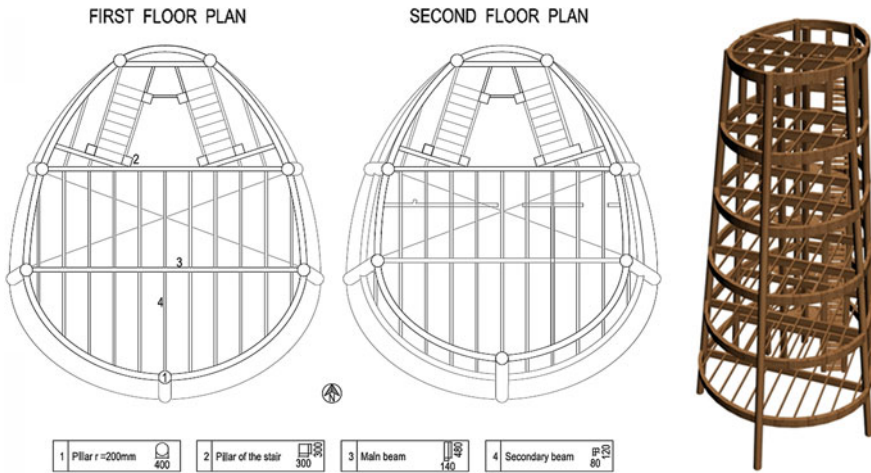 FIRST FLOOR PLAN
SECOND FLOOR PLAN
2
3
4
1
N
1 Pillar r =200mm 400
2 Pillar of the stair 300 300
3 Main beam 140 480
4 Secondary beam 80 120